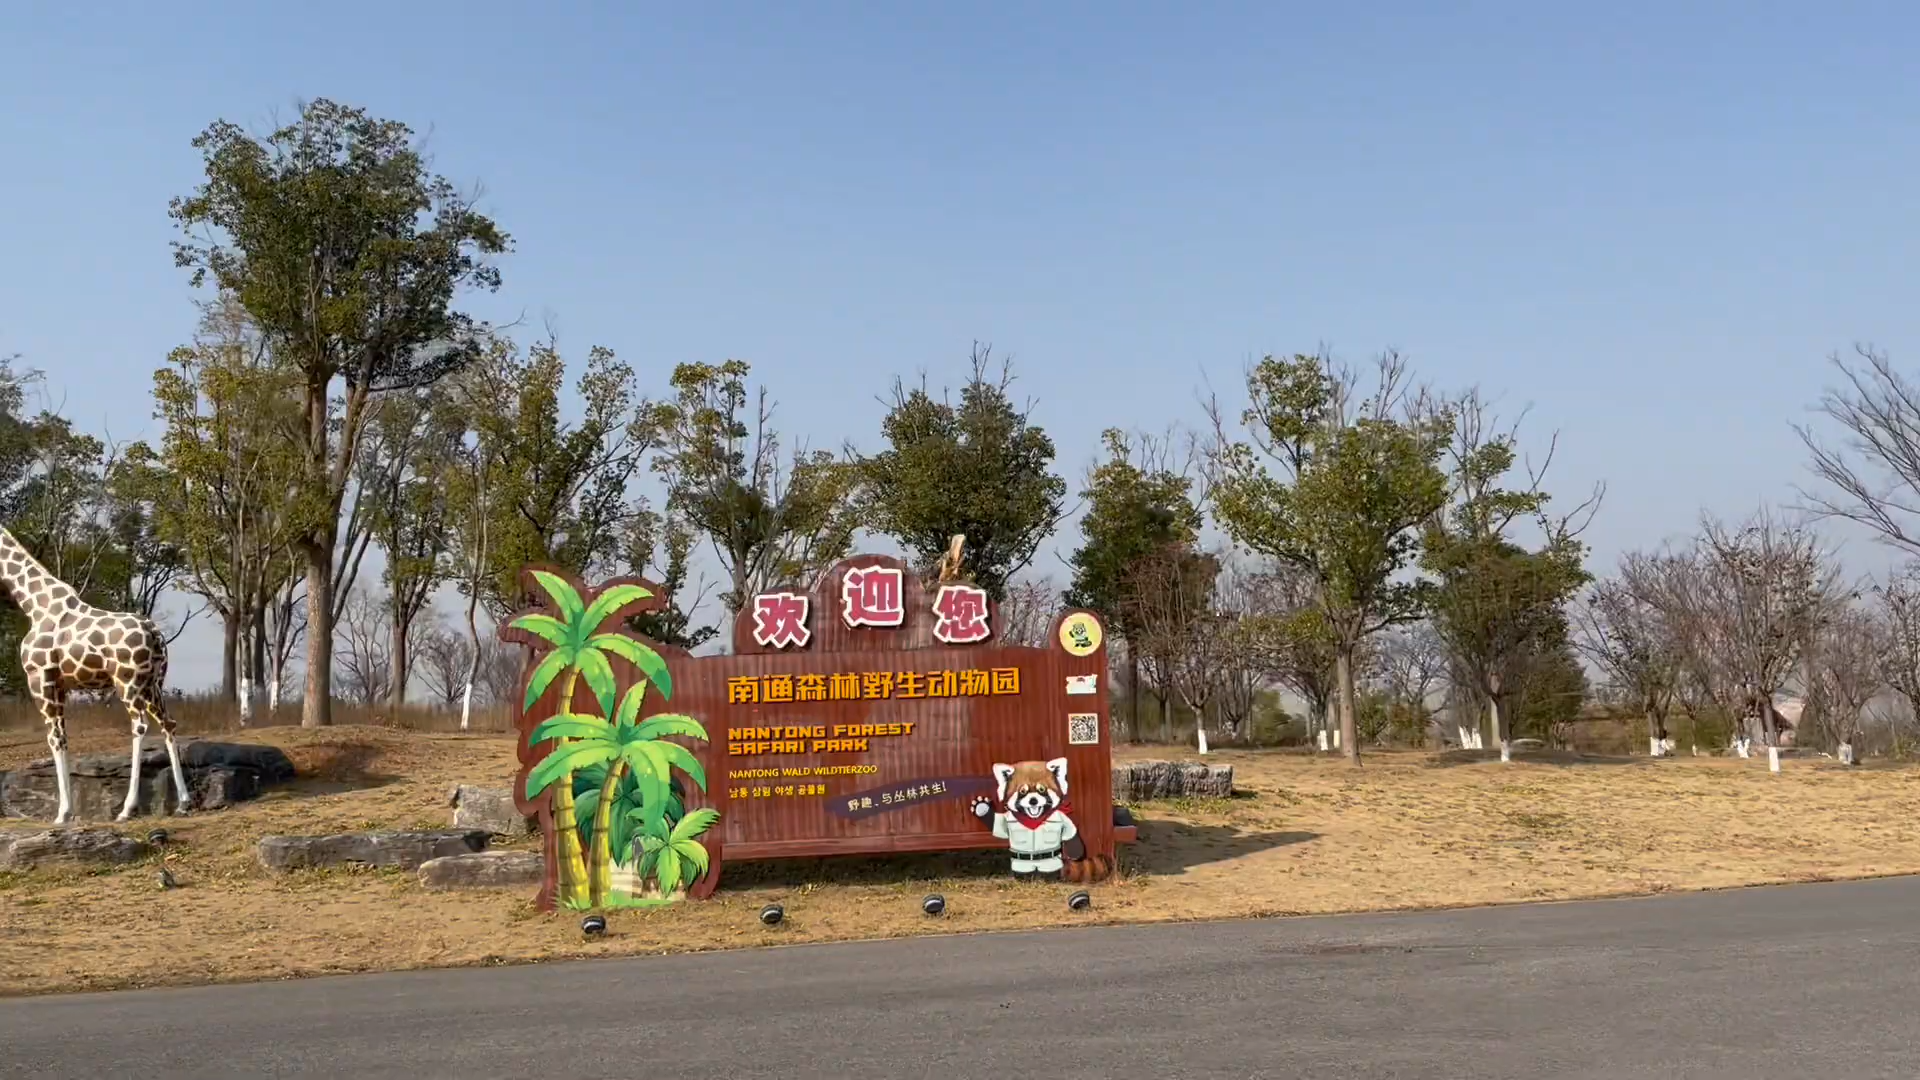 欢迎您
南通森林野生动物园
NANTONG FOREST
SAFARI PARK
NANTONG WALD WILDTIERZOO
남통 삼림 야생 공물원
野趣、与丛林共生!